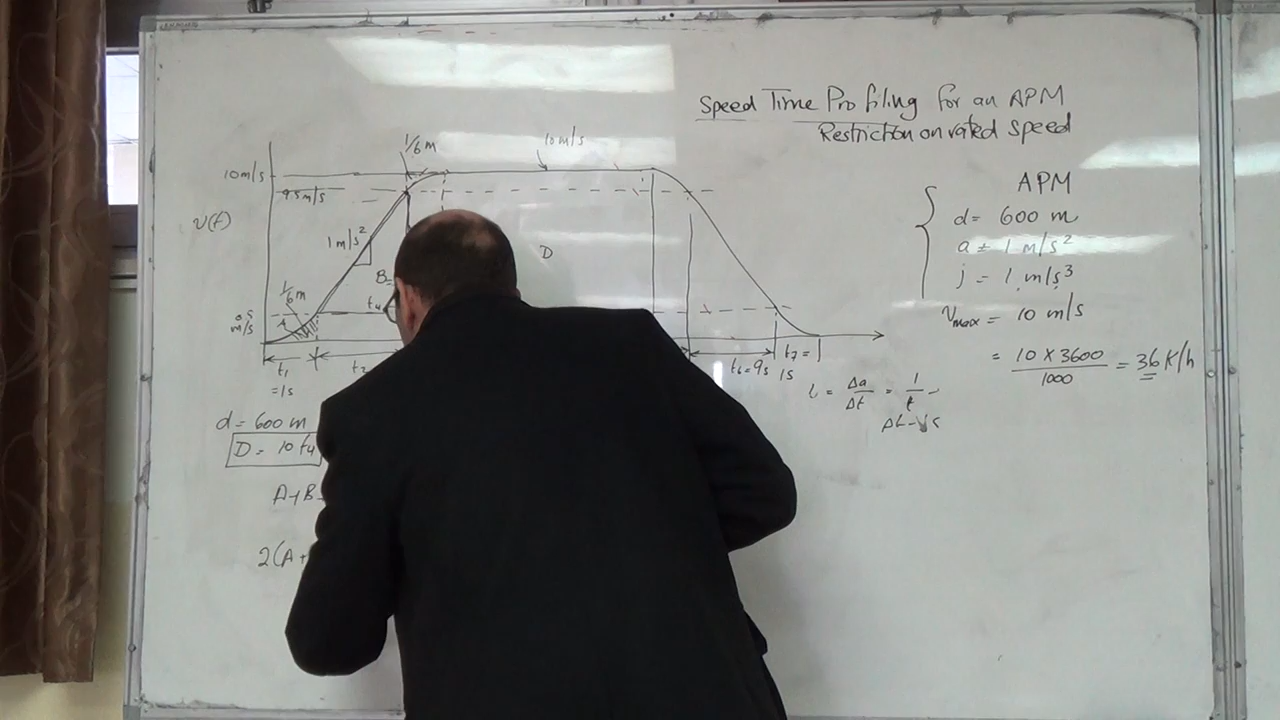 Speed Time Profiling for an APM
Restriction on rated speed
1/6 m
10 m/s
10 m/s
9.5 m/s
v(t)
1 m/s²
B=
D
1/6 m
0.5
m/s
t₁
=1s
t₂
t₆=9s
t₇=
1s
APM
d= 600 m
a ± 1 m/s²
j = 1 m/s³
Vmax = 10 m/s
= 10 X 3600 / 1000 = 36 K/h
= Δa/Δt = 1/t
d= 600 m
D= 10 t₄
A+B
2(A+